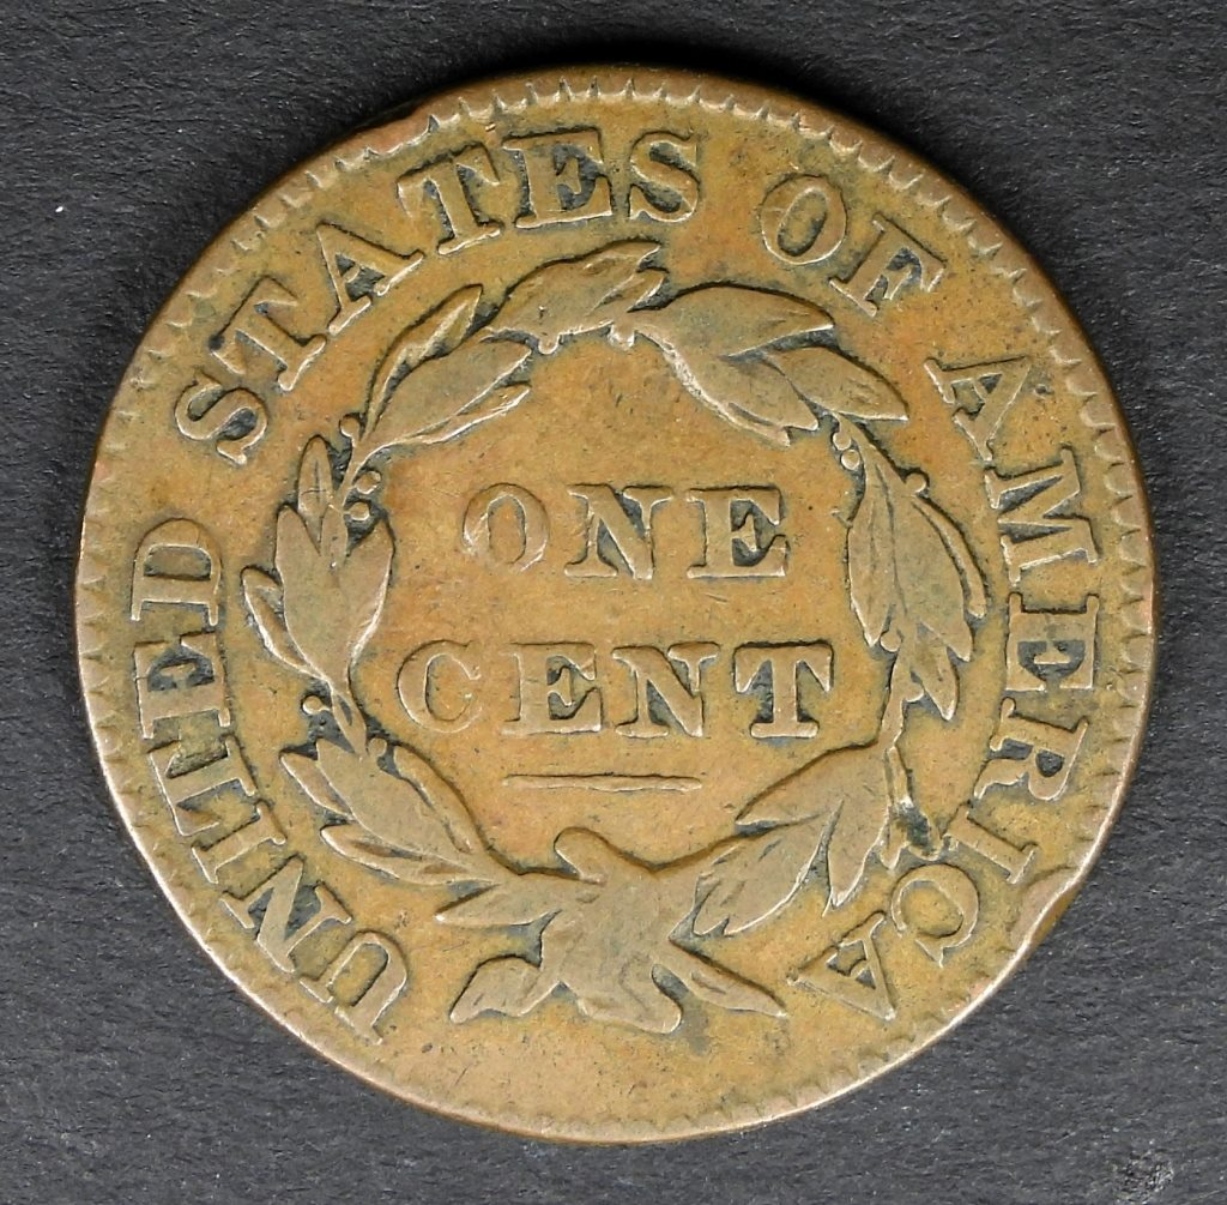 UNITED STATES OF AMERICA
ONE
CENT